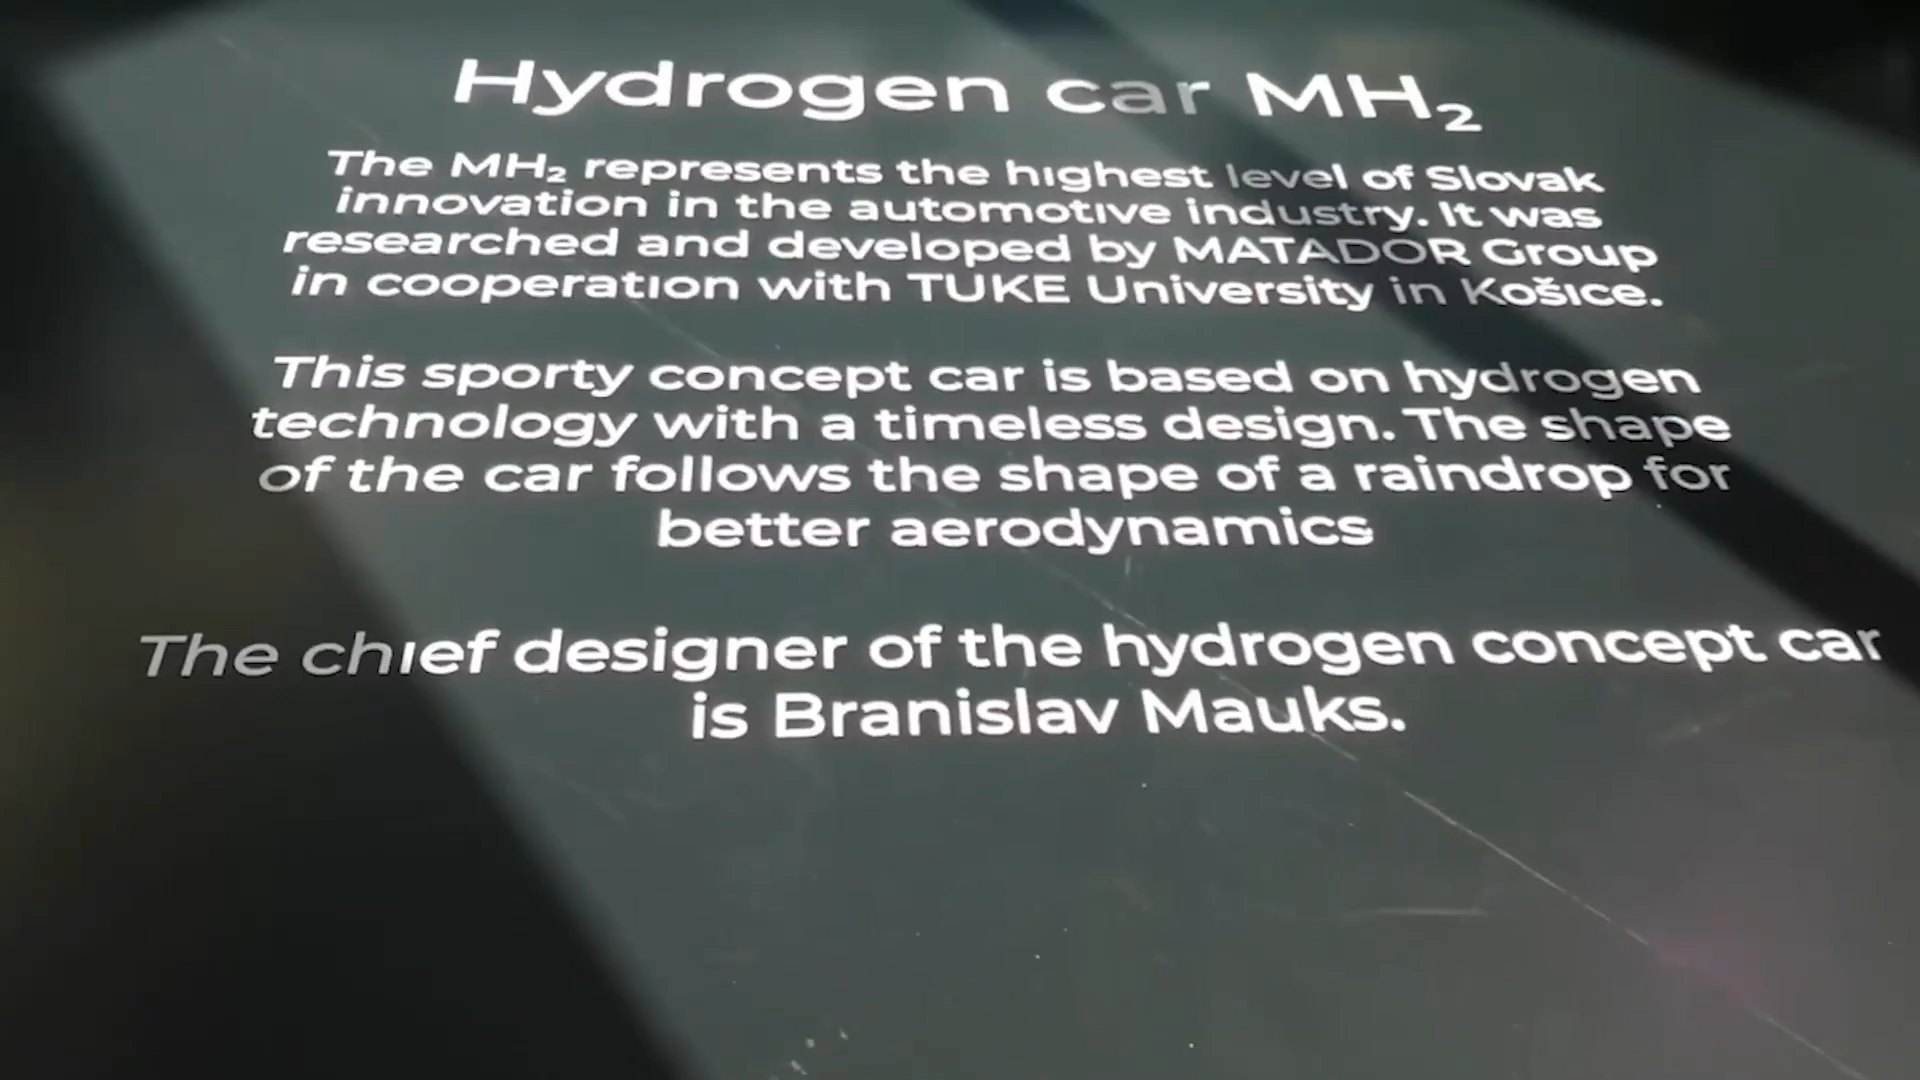 Hydrogen car MH₂
The MH₂ represents the highest level of Slovak
innovation in the automotive industry. It was
researched and developed by MATADOR Group
in cooperation with TUKE University in Košice.
This sporty concept car is based on hydrogen
technology with a timeless design. The shape
of the car follows the shape of a raindrop for
better aerodynamics
The chief designer of the hydrogen concept car
is Branislav Mauks.